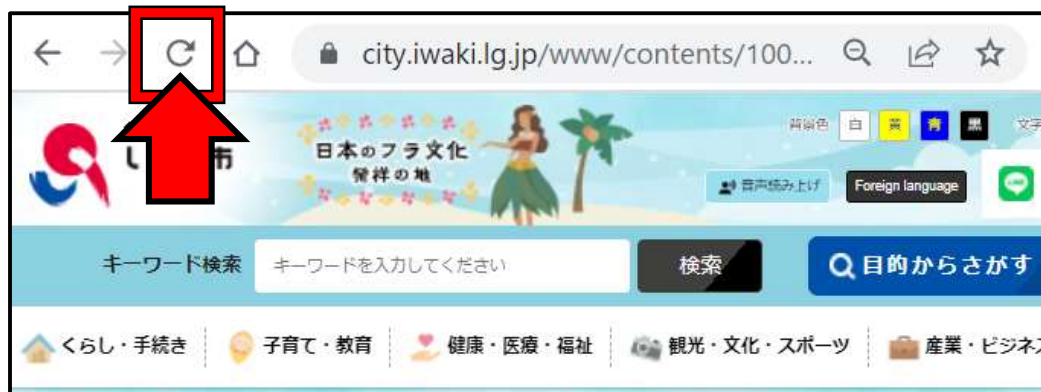 city.iwaki.lg.jp/www/contents/100...
い 市
日本のフラ文化
発祥の地
背景色 白 黄 青 黒 文字
音声読み上げ Foreign language LINE
キーワード検索 キーワードを入力してください 検索 目的からさがす
くらし・手続き 子育て・教育 健康・医療・福祉 観光・文化・スポーツ 産業・ビジネス